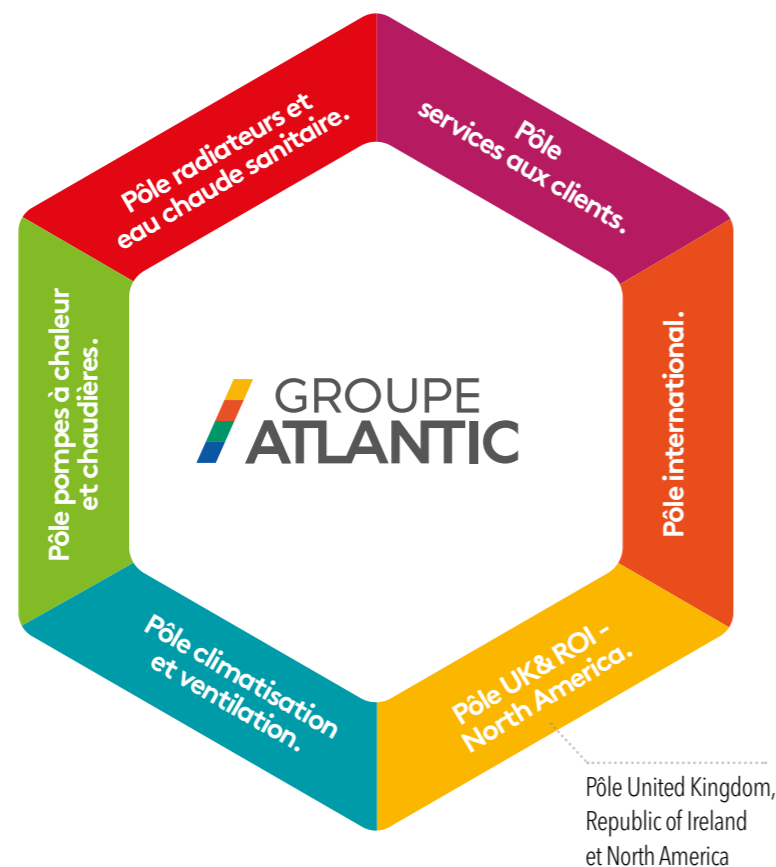 Pôle radiateurs et
eau chaude sanitaire.
Pôle
services aux clients.
Pôle pompes à chaleur
et chaudières.
GROUPE
ATLANTIC
Pôle international.
Pôle climatisation
et ventilation.
Pôle UK& ROI –
North America.
Pôle United Kingdom,
Republic of Ireland
et North America